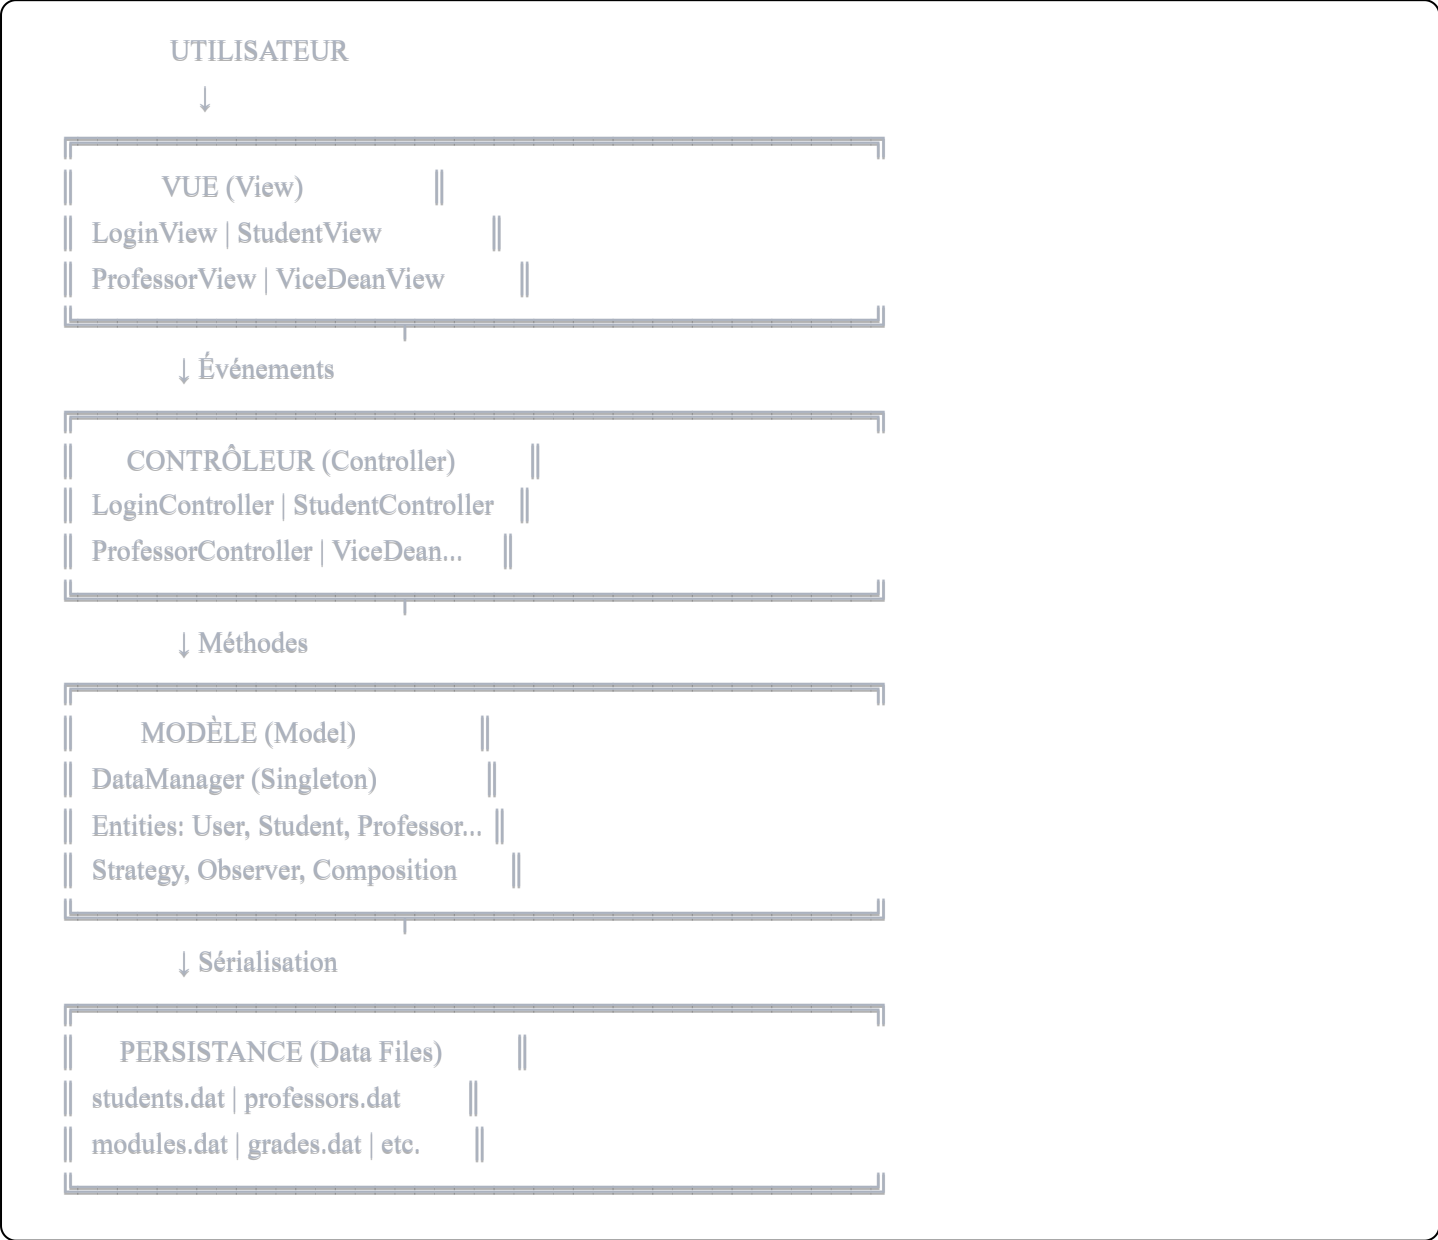 UTILISATEUR
↓
VUE (View)
LoginView | StudentView
ProfessorView | ViceDeanView
↓ Événements
CONTRÔLEUR (Controller)
LoginController | StudentController
ProfessorController | ViceDean...
↓ Méthodes
MODÈLE (Model)
DataManager (Singleton)
Entities: User, Student, Professor...
Strategy, Observer, Composition
↓ Sérialisation
PERSISTANCE (Data Files)
students.dat | professors.dat
modules.dat | grades.dat | etc.